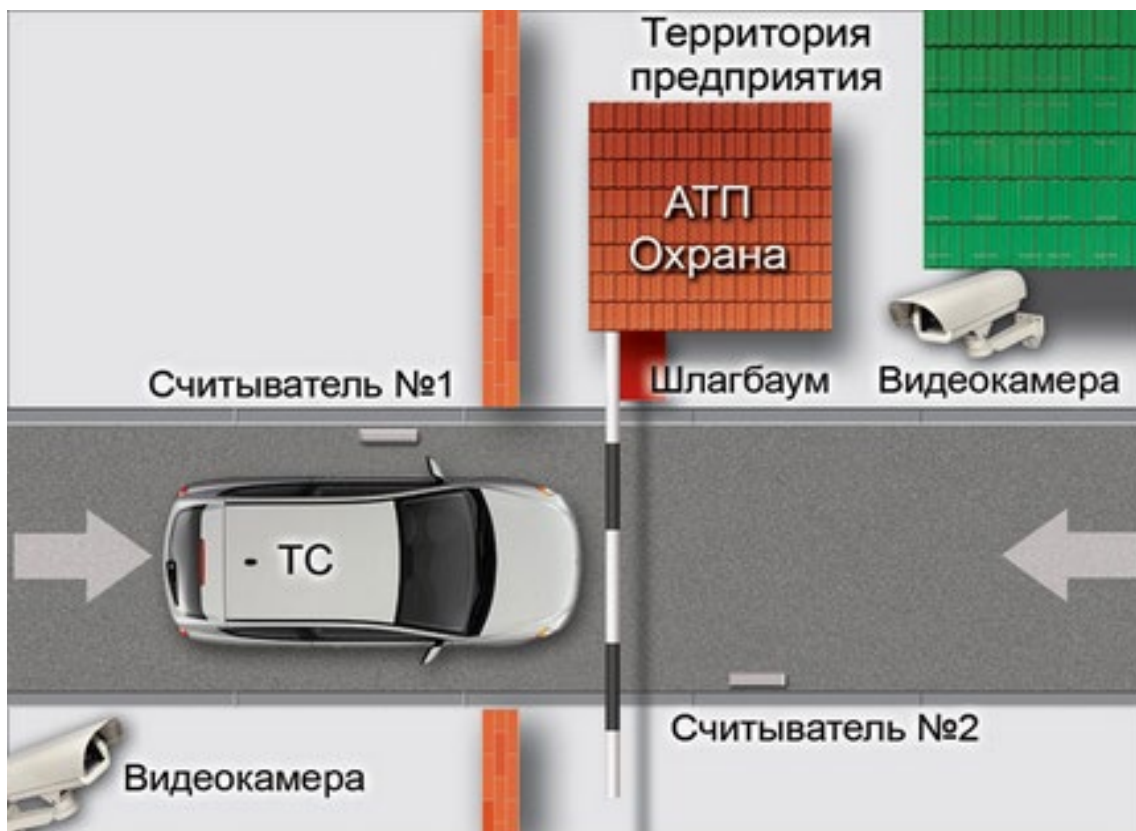 Территория
предприятия
АТП
Охрана
Считыватель №1
Шлагбаум
Видеокамера
ТС
Считыватель №2
Видеокамера